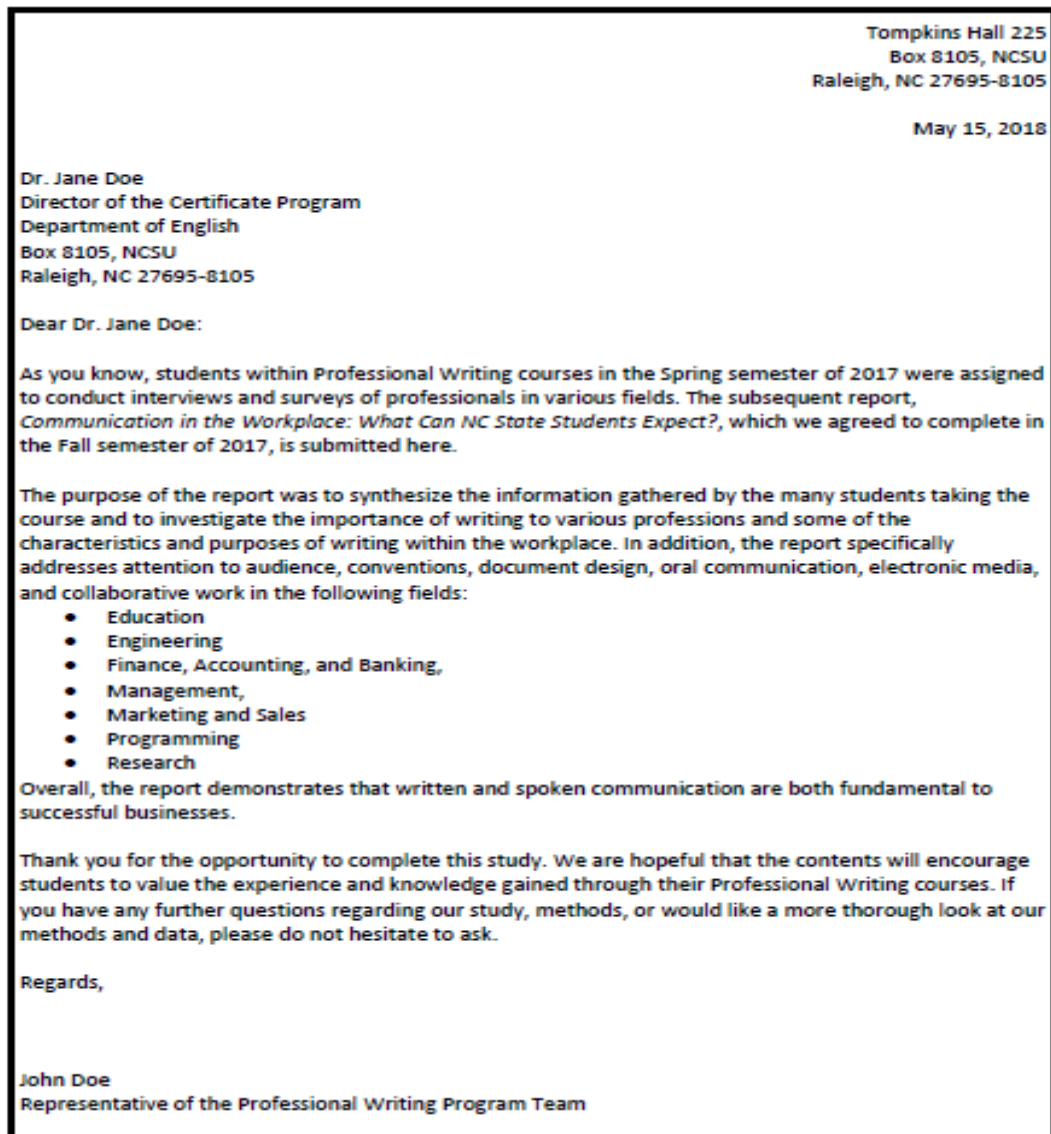 Tompkins Hall 225
Box 8105, NCSU
Raleigh, NC 27695-8105
May 15, 2018
Dr. Jane Doe
Director of the Certificate Program
Department of English
Box 8105, NCSU
Raleigh, NC 27695-8105
Dear Dr. Jane Doe:
As you know, students within Professional Writing courses in the Spring semester of 2017 were assigned
to conduct interviews and surveys of professionals in various fields. The subsequent report,
Communication in the Workplace: What Can NC State Students Expect?, which we agreed to complete in
the Fall semester of 2017, is submitted here.
The purpose of the report was to synthesize the information gathered by the many students taking the
course and to investigate the importance of writing to various professions and some of the
characteristics and purposes of writing within the workplace. In addition, the report specifically
addresses attention to audience, conventions, document design, oral communication, electronic media,
and collaborative work in the following fields:
• Education
• Engineering
• Finance, Accounting, and Banking,
• Management,
• Marketing and Sales
• Programming
• Research
Overall, the report demonstrates that written and spoken communication are both fundamental to
successful businesses.
Thank you for the opportunity to complete this study. We are hopeful that the contents will encourage
students to value the experience and knowledge gained through their Professional Writing courses. If
you have any further questions regarding our study, methods, or would like a more thorough look at our
methods and data, please do not hesitate to ask.
Regards,
John Doe
Representative of the Professional Writing Program Team